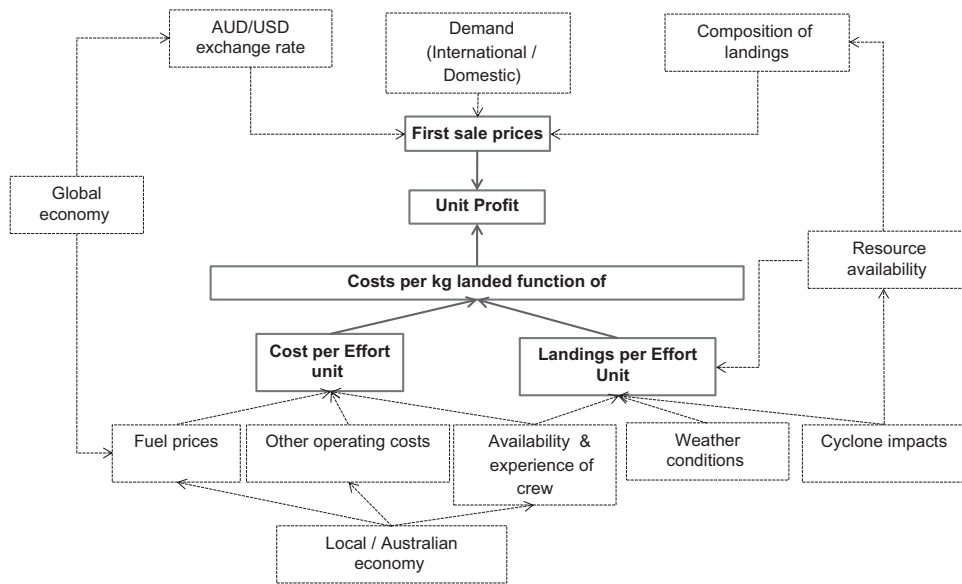 AUD/USD
exchange rate
Demand
(International /
Domestic)
Composition of
landings
First sale prices
Global
economy
Unit Profit
Resource
availability
Costs per kg landed function of
Cost per Effort
unit
Landings per Effort
Unit
Fuel prices
Other operating costs
Availability & 
experience of
crew
Weather
conditions
Cyclone impacts
Local / Australian
economy